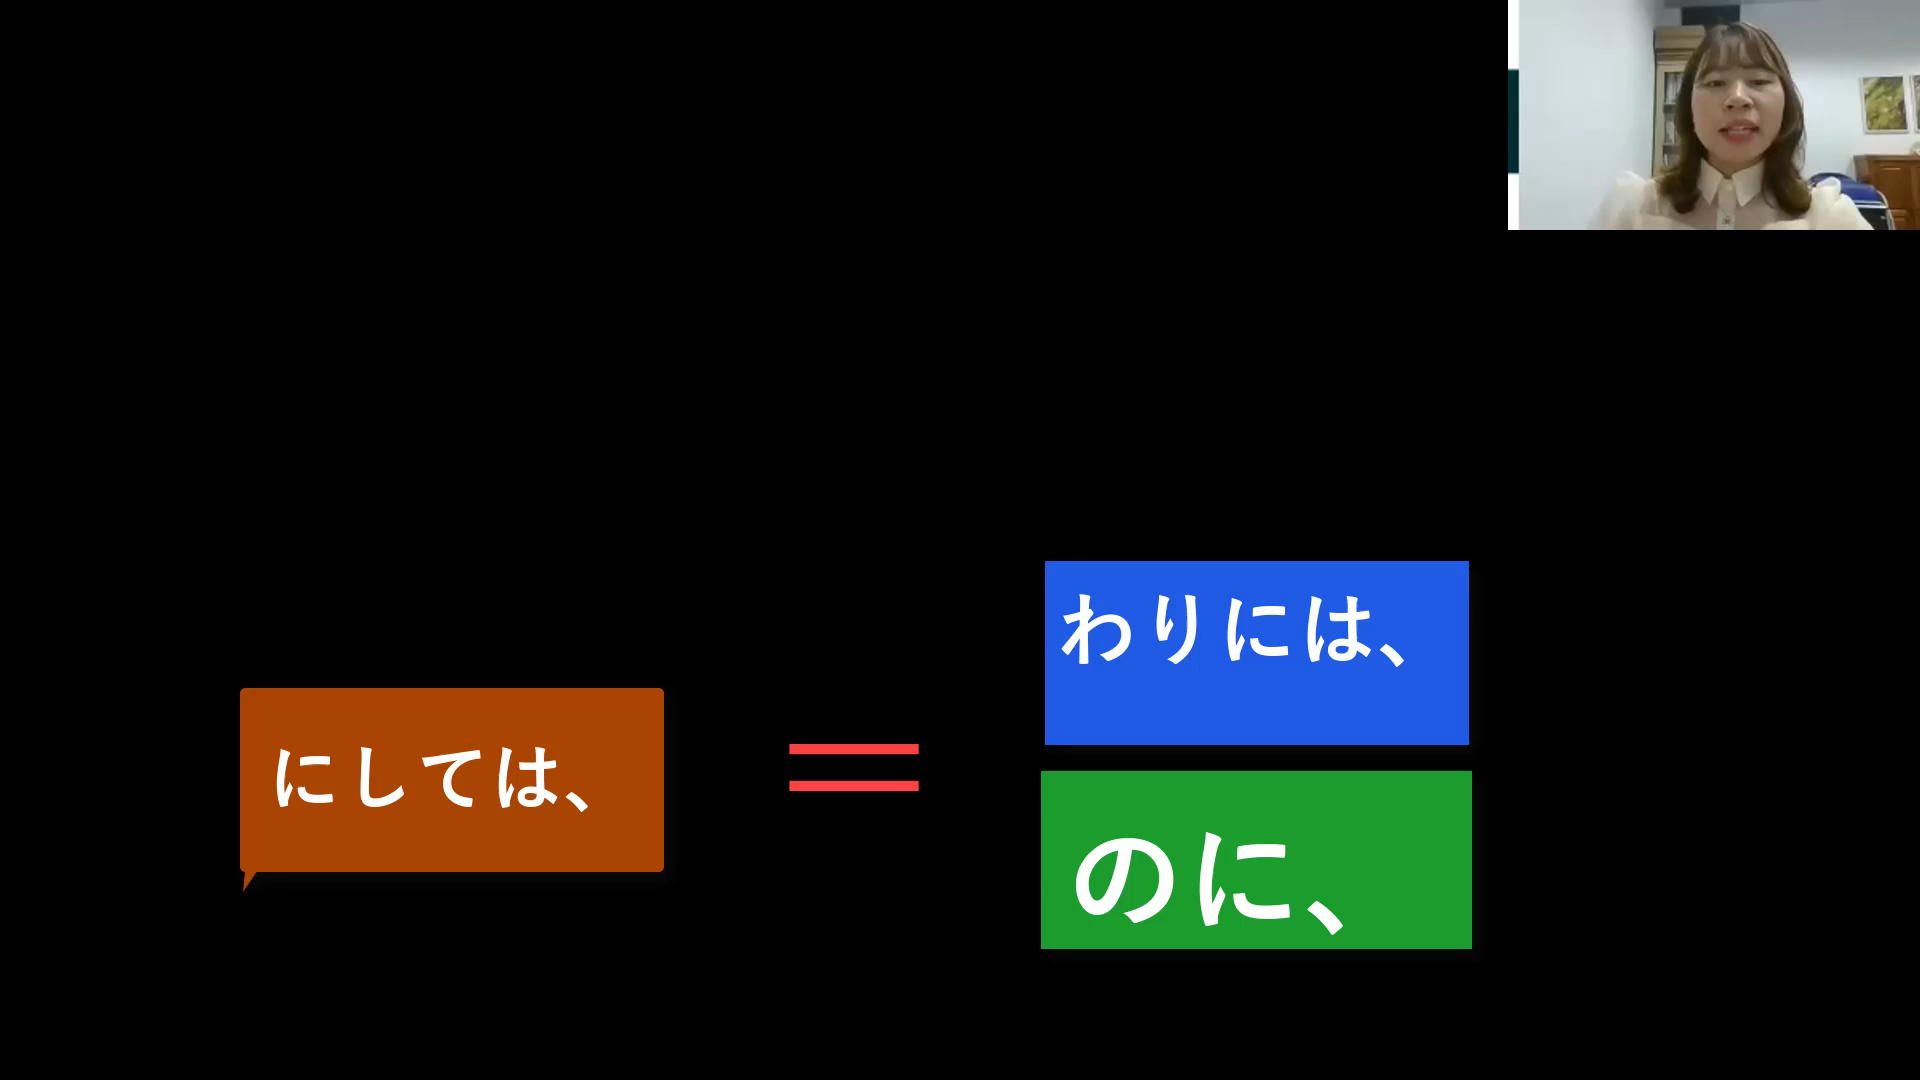 わりには、
にしては、
＝
のに、